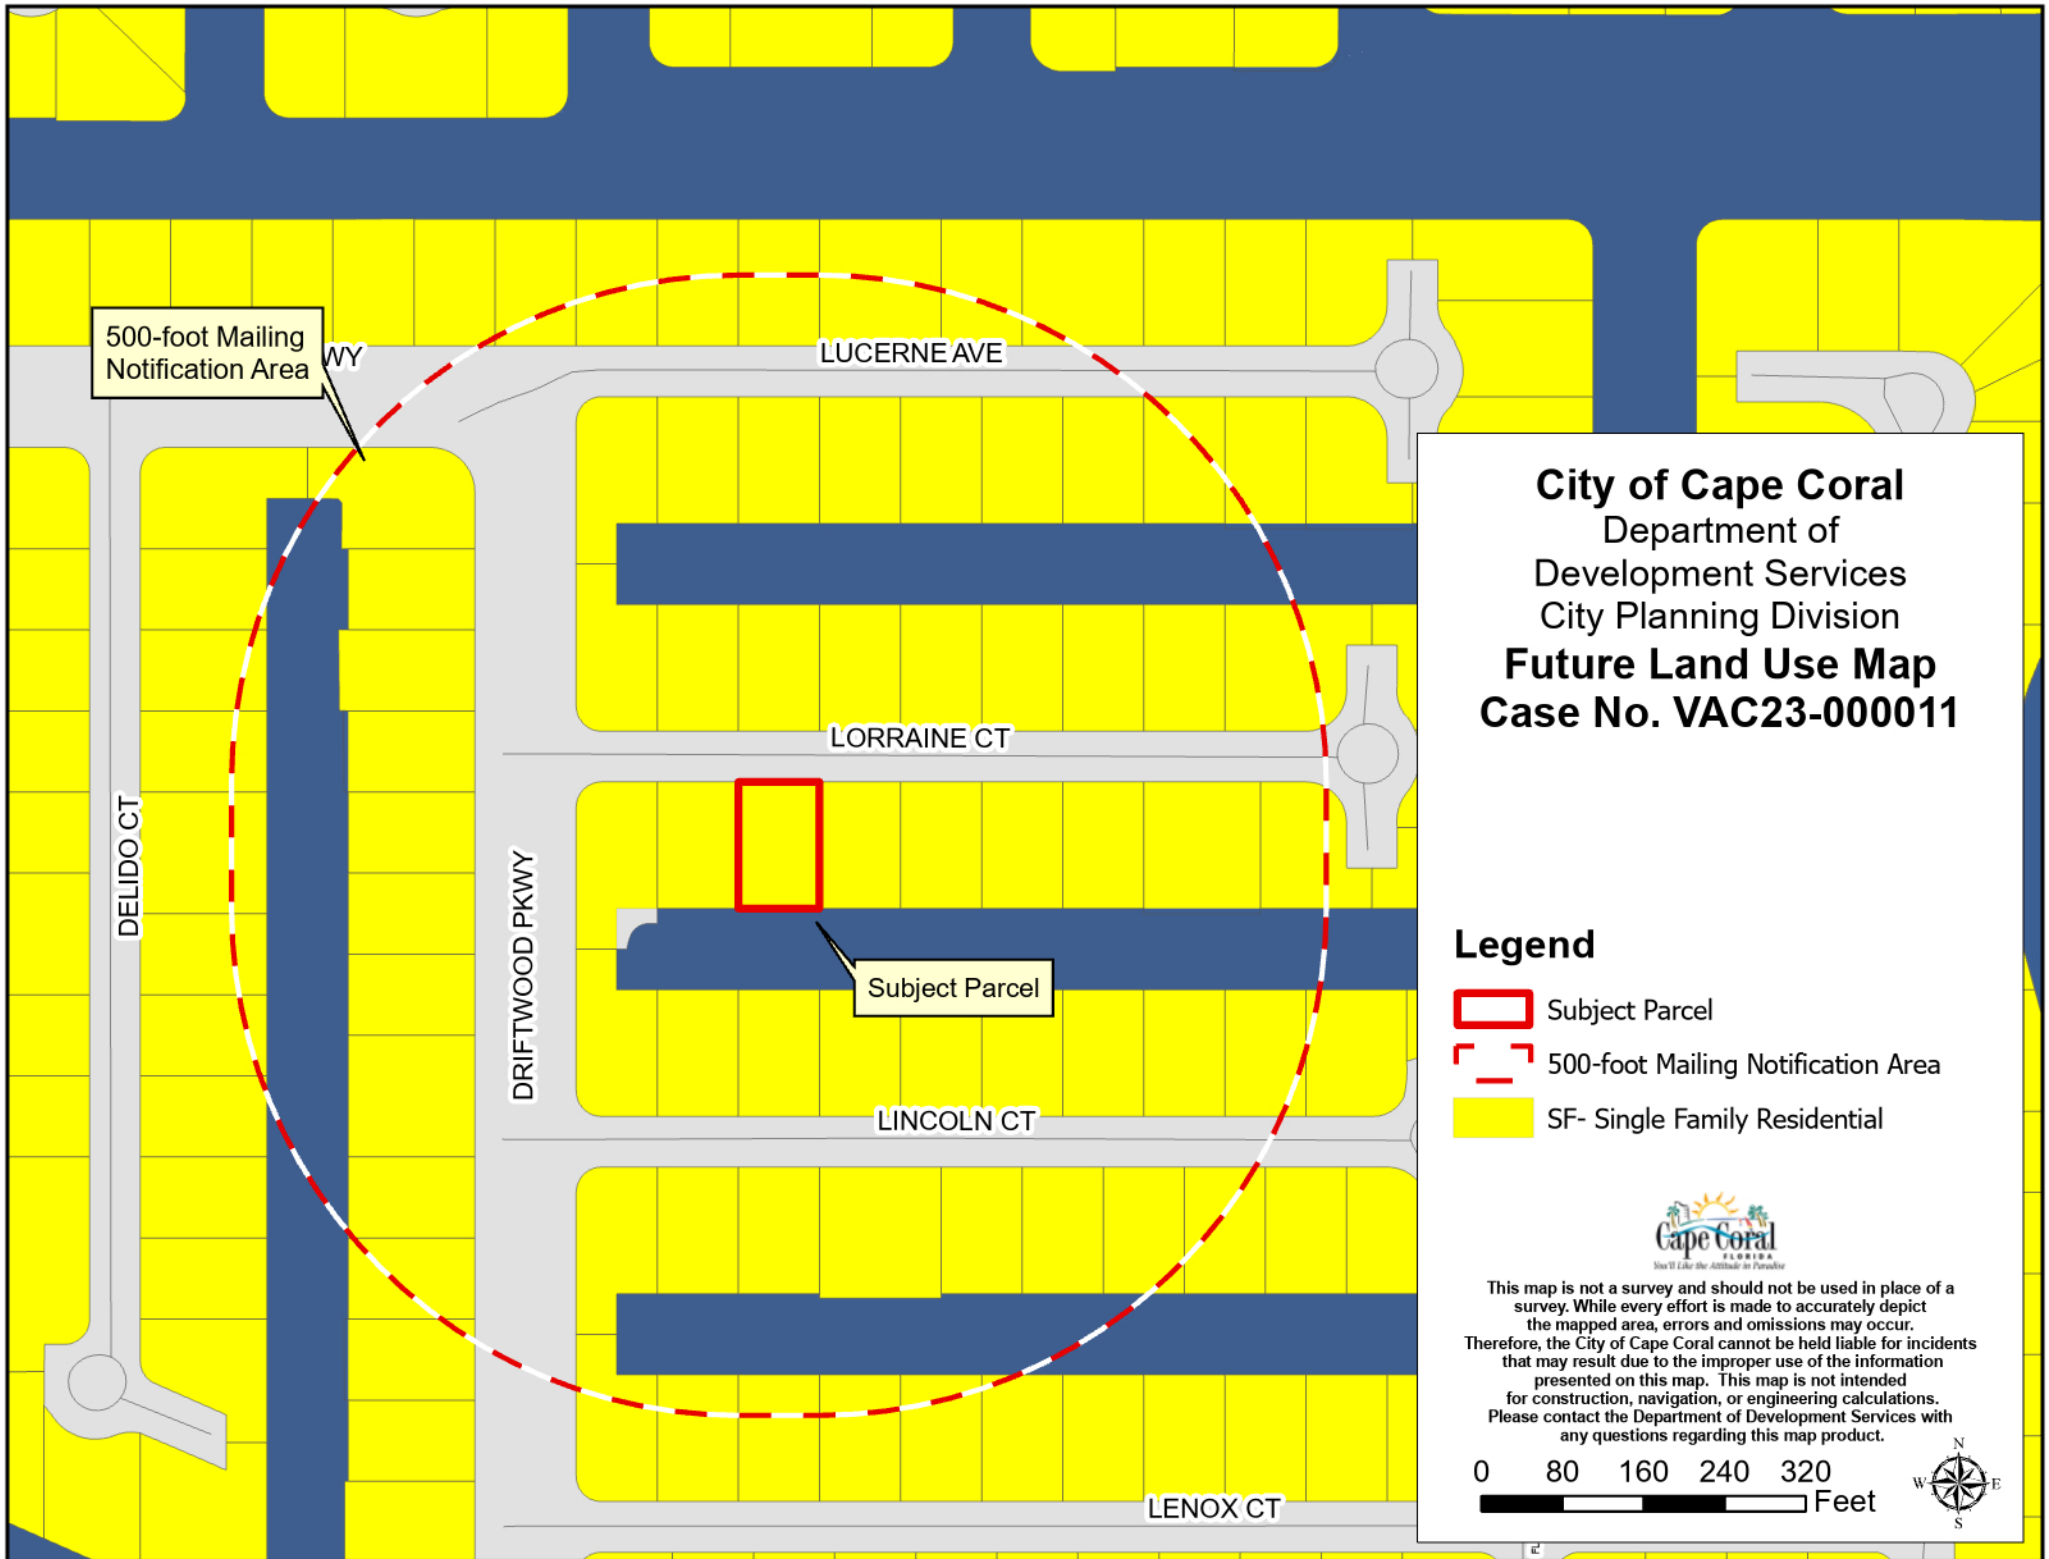 500-foot Mailing
Notification Area
WY
LUCERNE AVE
LORRAINE CT
DELIDO CT
DRIFTWOOD PKWY
Subject Parcel
LINCOLN CT
LENOX CT
City of Cape Coral
Department of
Development Services
City Planning Division
Future Land Use Map
Case No. VAC23-000011
Legend
Subject Parcel
500-foot Mailing Notification Area
SF- Single Family Residential
Cape Coral
FLORIDA
You'll Like the Attitude in Paradise
This map is not a survey and should not be used in place of a
survey. While every effort is made to accurately depict
the mapped area, errors and omissions may occur.
Therefore, the City of Cape Coral cannot be held liable for incidents
that may result due to the improper use of the information
presented on this map. This map is not intended
for construction, navigation, or engineering calculations.
Please contact the Department of Development Services with
any questions regarding this map product.
0 80 160 240 320
Feet
N
W E
S